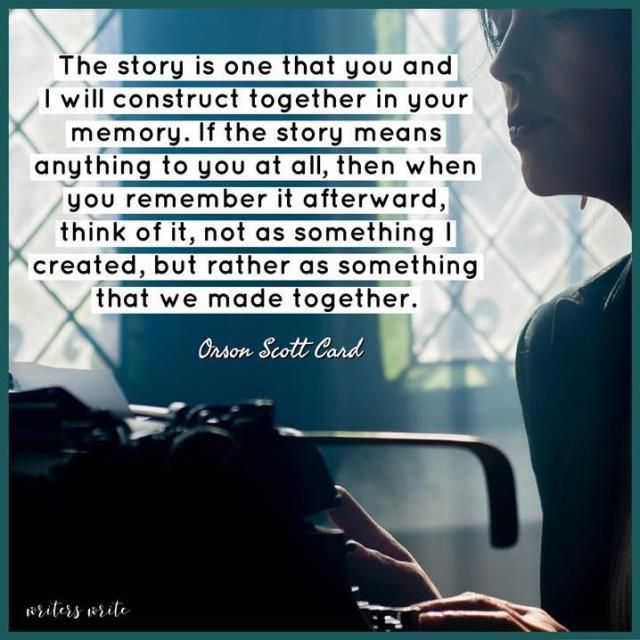 The story is one that you and
I will construct together in your
memory. If the story means
anything to you at all, then when
you remember it afterward,
think of it, not as something I
created, but rather as something
that we made together.
Orson Scott Card
writers write